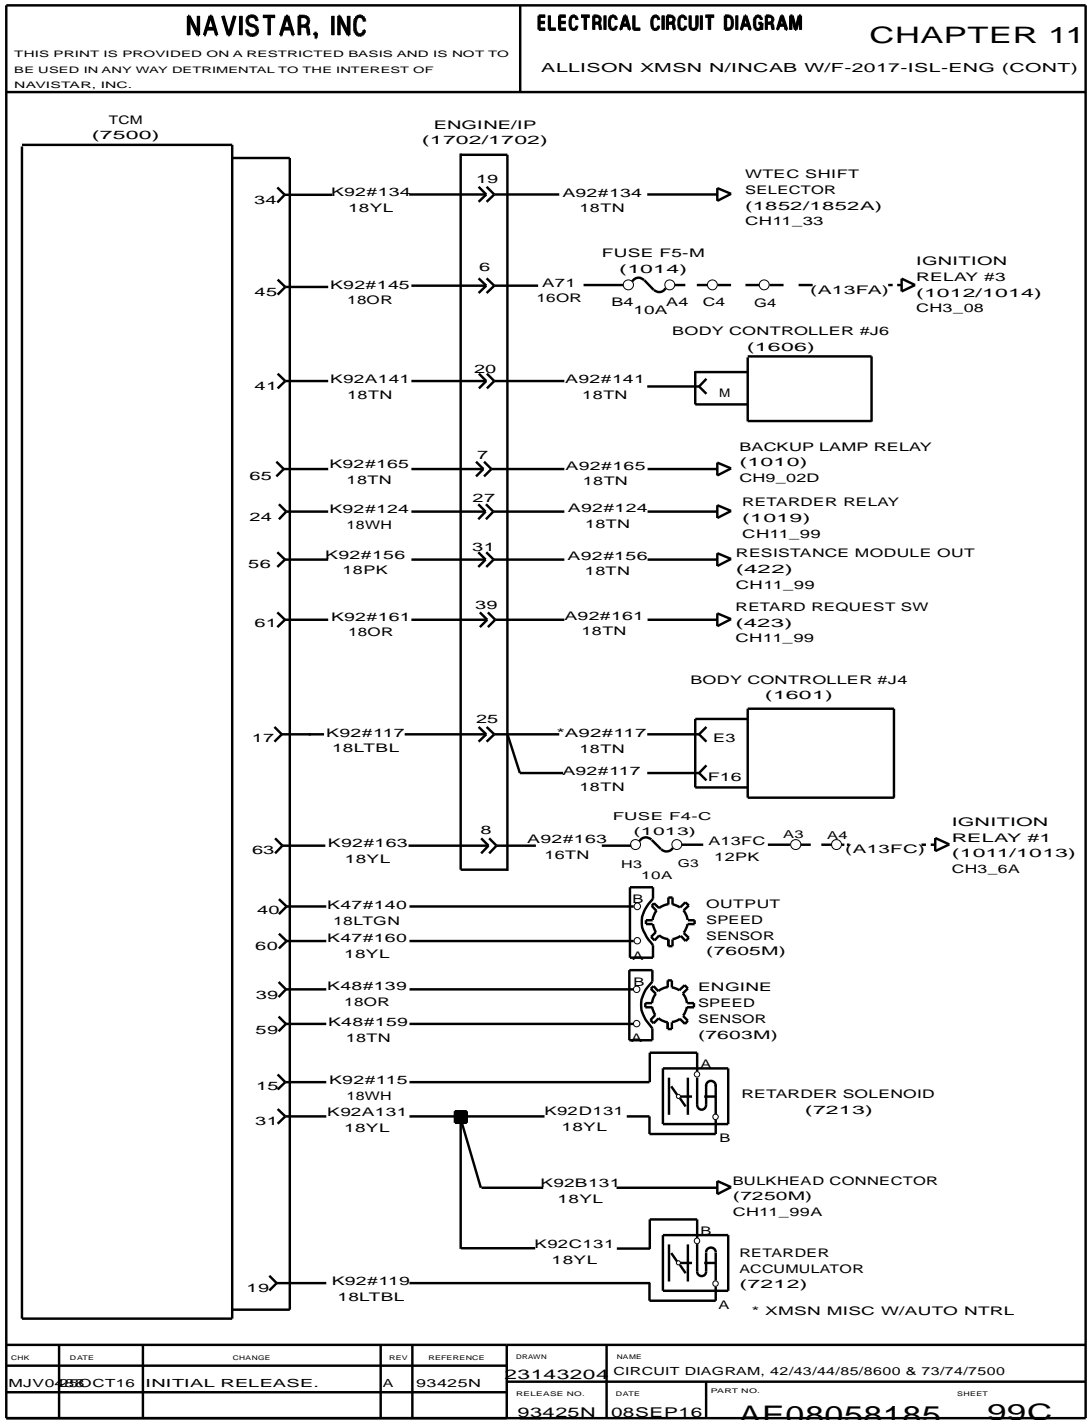 NAVISTAR, INC
THIS PRINT IS PROVIDED ON A RESTRICTED BASIS AND IS NOT TO
BE USED IN ANY WAY DETRIMENTAL TO THE INTEREST OF
NAVISTAR, INC.
ELECTRICAL CIRCUIT DIAGRAM
CHAPTER 11
ALLISON XMSN N/INCAB W/F-2017-ISL-ENG (CONT)
TCM
(7500)
ENGINE/IP
(1702/1702)
34
K92#134
18YL
19
A92#134
18TN
WTEC SHIFT
SELECTOR
(1852/1852A)
CH11_33
45
K92#145
18OR
6
A71
16OR
FUSE F5-M
(1014)
B4
10A
A4
C4
G4
(A13FA)
IGNITION
RELAY #3
(1012/1014)
CH3_08
41
K92A141
18TN
20
A92#141
18TN
BODY CONTROLLER #J6
(1606)
M
65
K92#165
18TN
7
A92#165
18TN
BACKUP LAMP RELAY
(1010)
CH9_02D
24
K92#124
18WH
27
A92#124
18TN
RETARDER RELAY
(1019)
CH11_99
56
K92#156
18PK
31
A92#156
18TN
RESISTANCE MODULE OUT
(422)
CH11_99
61
K92#161
18OR
39
A92#161
18TN
RETARD REQUEST SW
(423)
CH11_99
17
K92#117
18LTBL
25
*A92#117
18TN
A92#117
18TN
BODY CONTROLLER #J4
(1601)
E3
F16
63
K92#163
18YL
8
A92#163
16TN
FUSE F4-C
(1013)
H3
10A
G3
A13FC
12PK
A3
A4
(A13FC)
IGNITION
RELAY #1
(1011/1013)
CH3_6A
40
K47#140
18LTGN
60
K47#160
18YL
B
A
OUTPUT
SPEED
SENSOR
(7605M)
39
K48#139
18OR
59
K48#159
18TN
B
A
ENGINE
SPEED
SENSOR
(7603M)
15
K92#115
18WH
31
K92A131
18YL
K92D131
18YL
A
B
RETARDER SOLENOID
(7213)
K92B131
18YL
BULKHEAD CONNECTOR
(7250M)
CH11_99A
K92C131
18YL
19
K92#119
18LTBL
B
A
RETARDER
ACCUMULATOR
(7212)
* XMSN MISC W/AUTO NTRL
CHK
DATE
CHANGE
REV
REFERENCE
DRAWN
NAME
OCT16
INITIAL RELEASE.
A
93425N
23143204
CIRCUIT DIAGRAM, 42/43/44/85/8600 & 73/74/7500
RELEASE NO.
DATE
PART NO.
SHEET
93425N
08SEP16
AE08058185
99C